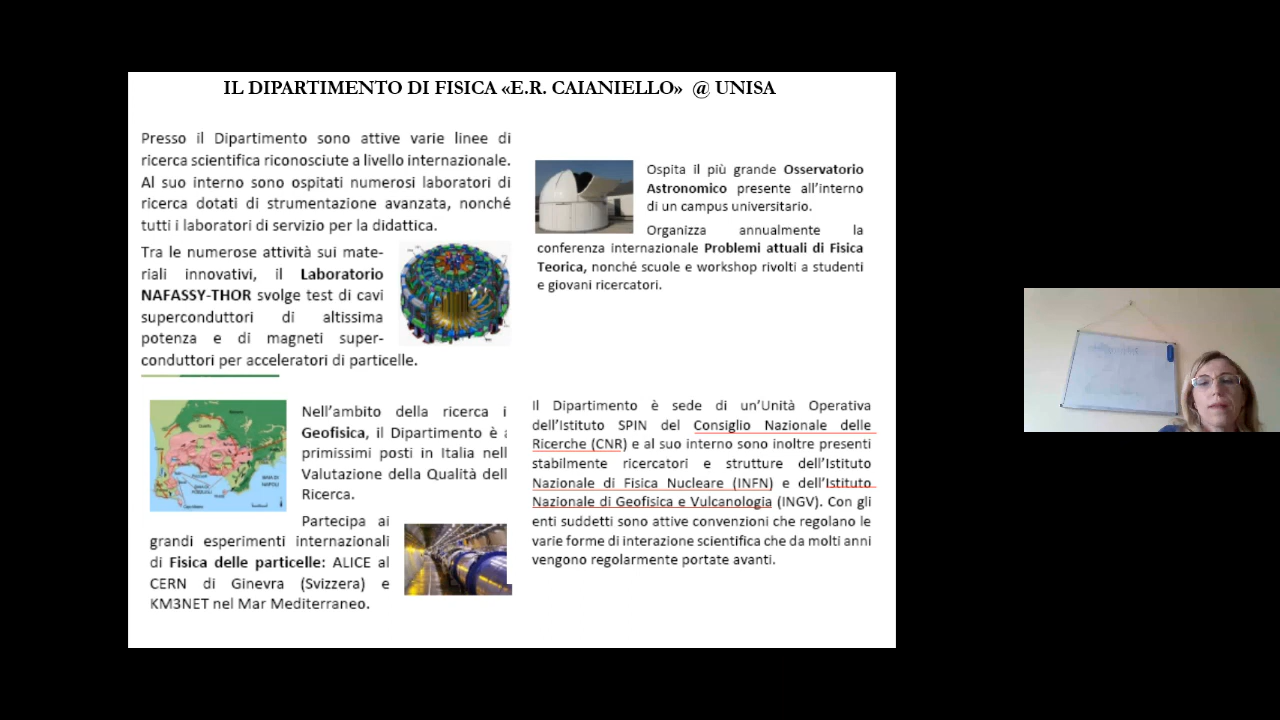 IL DIPARTIMENTO DI FISICA «E.R. CAIANIELLO» @ UNISA
Presso il Dipartimento sono attive varie linee di
ricerca scientifica riconosciute a livello internazionale.
Al suo interno sono ospitati numerosi laboratori di
ricerca dotati di strumentazione avanzata, nonché
tutti i laboratori di servizio per la didattica.
Tra le numerose attività sui mate-
riali innovativi, il Laboratorio
NAFASSY-THOR svolge test di cavi
superconduttori di altissima
potenza e di magneti super-
conduttori per acceleratori di particelle.
Nell'ambito della ricerca i
Geofisica, il Dipartimento è
primissimi posti in Italia nell
Valutazione della Qualità dell
Ricerca.
Partecipa ai
grandi esperimenti internazionali
di Fisica delle particelle: ALICE al
CERN di Ginevra (Svizzera) e
KM3NET nel Mar Mediterraneo.
Ospita il più grande Osservatorio
Astronomico presente all'interno
di un campus universitario.
Organizza annualmente la
conferenza internazionale Problemi attuali di Fisica
Teorica, nonché scuole e workshop rivolti a studenti
e giovani ricercatori.
Il Dipartimento è sede di un'Unità Operativa
dell'Istituto SPIN del Consiglio Nazionale delle
Ricerche (CNR) e al suo interno sono inoltre presenti
stabilmente ricercatori e strutture dell'Istituto
Nazionale di Fisica Nucleare (INFN) e dell'Istituto
Nazionale di Geofisica e Vulcanologia (INGV). Con gli
enti suddetti sono attive convenzioni che regolano le
varie forme di interazione scientifica che da molti anni
vengono regolarmente portate avanti.